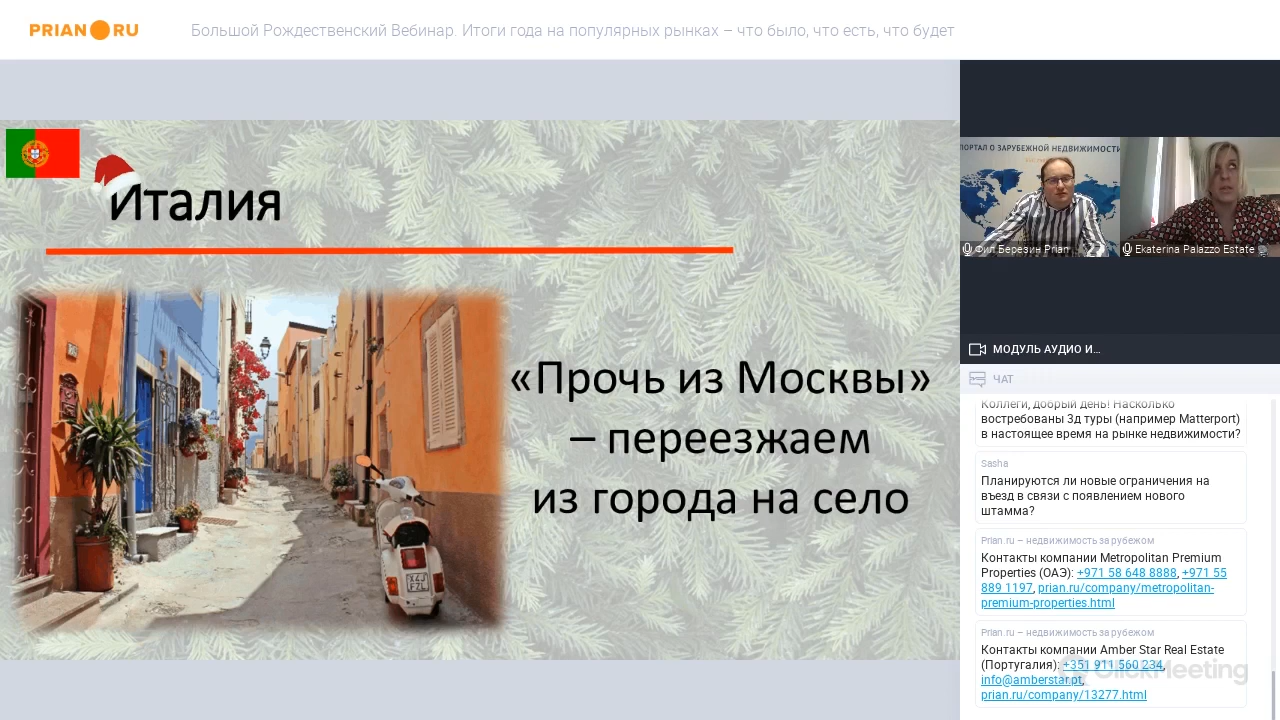 PRIAN RU
Большой Рождественский Вебинар. Итоги года на популярных рынках – что было, что есть, что будет
Италия
«Прочь из Москвы»
– переезжаем
из города на село
ПОРТАЛ О ЗАРУБЕЖНОЙ НЕДВИЖИМОСТИ
Фил Березин Prian
Ekaterina Palazzo Estate
МОДУЛЬ АУДИО И...
ЧАТ
Коллеги, добрый день! Насколько
востребованы 3д туры (например Matterport)
в настоящее время на рынке недвижимости?
Sasha
Планируются ли новые ограничения на
въезд в связи с появлением нового
штамма?
Prian.ru – недвижимость за рубежом
Контакты компании Metropolitan Premium
Properties (ОАЭ): +971 58 648 8888, +971 55
889 1197, prian.ru/company/metropolitan-
premium-properties.html
Prian.ru – недвижимость за рубежом
Контакты компании Amber Star Real Estate
(Португалия): +351 911 560 234,
info@amberstar.pt,
prian.ru/company/13277.html
ClickMeeting